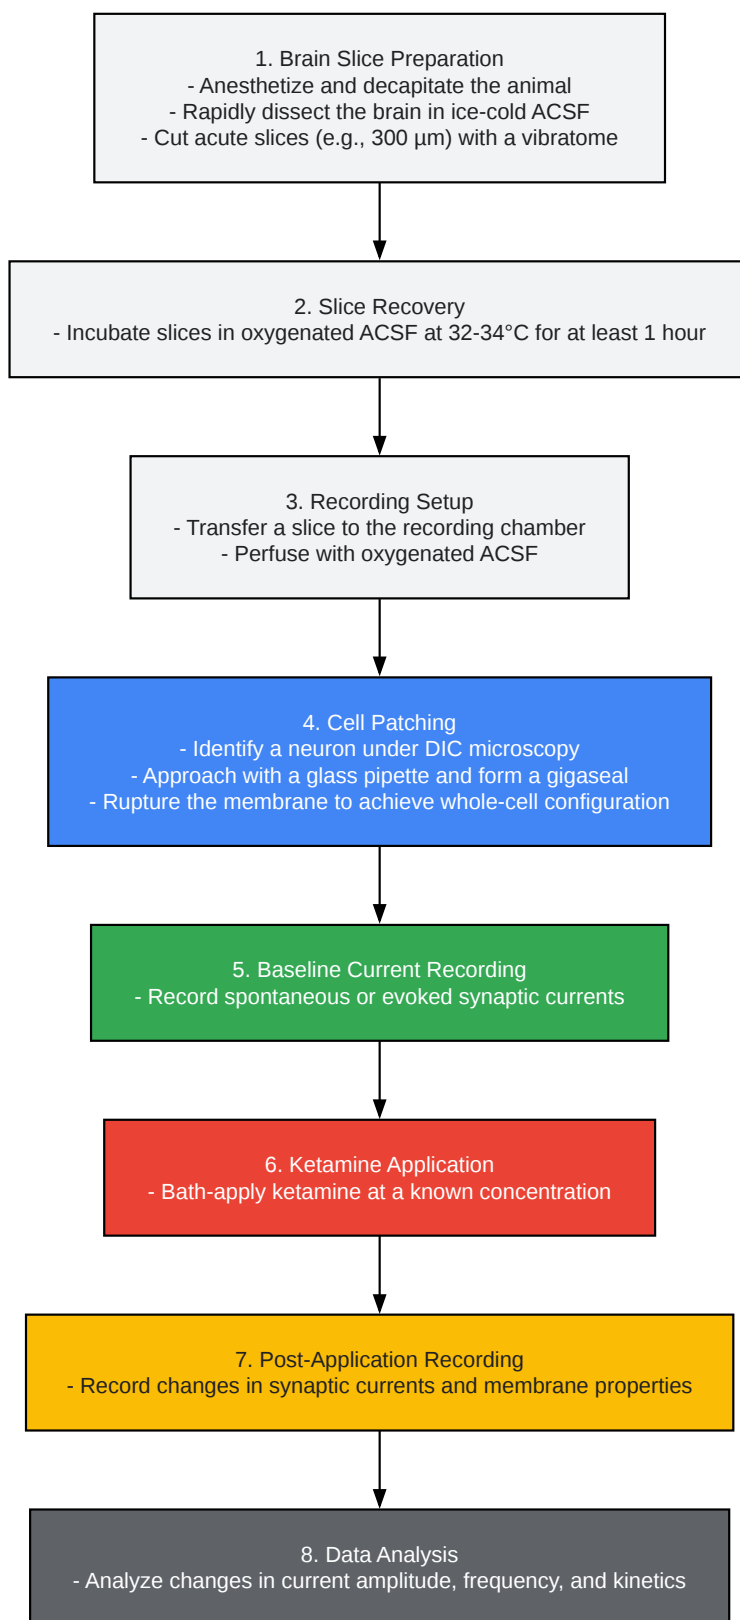 1. Brain Slice Preparation
- Anesthetize and decapitate the animal
- Rapidly dissect the brain in ice-cold ACSF
- Cut acute slices (e.g., 300 µm) with a vibratome
2. Slice Recovery
- Incubate slices in oxygenated ACSF at 32-34°C for at least 1 hour
3. Recording Setup
- Transfer a slice to the recording chamber
- Perfuse with oxygenated ACSF
4. Cell Patching
- Identify a neuron under DIC microscopy
- Approach with a glass pipette and form a gigaseal
- Rupture the membrane to achieve whole-cell configuration
5. Baseline Current Recording
- Record spontaneous or evoked synaptic currents
6. Ketamine Application
- Bath-apply ketamine at a known concentration
7. Post-Application Recording
- Record changes in synaptic currents and membrane properties
8. Data Analysis
- Analyze changes in current amplitude, frequency, and kinetics